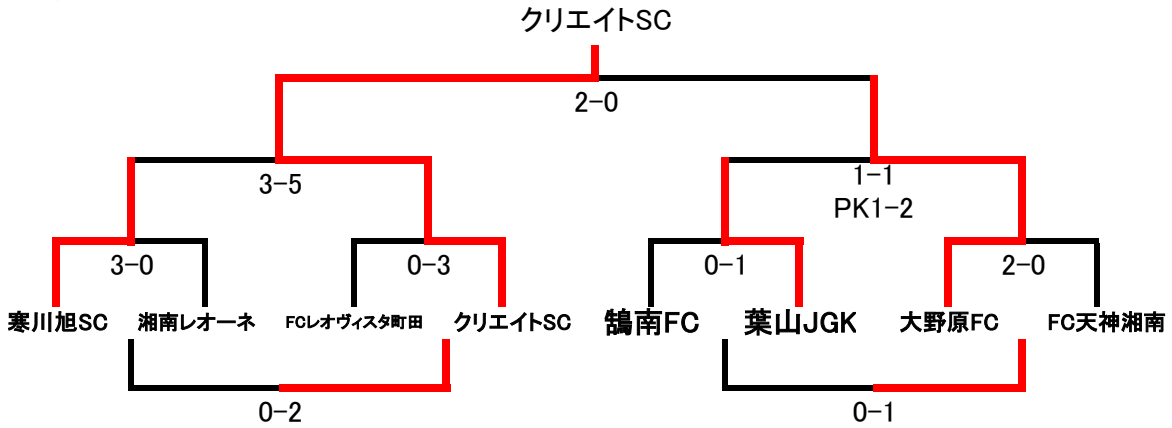 クリエイトSC
2-0
3-5
1-1
PK1-2
3-0
0-3
0-1
2-0
寒川旭SC
湘南レオーネ
FCレオヴィスタ町田
クリエイトSC
鵠南FC
葉山JGK
大野原FC
FC天神湘南
0-2
0-1